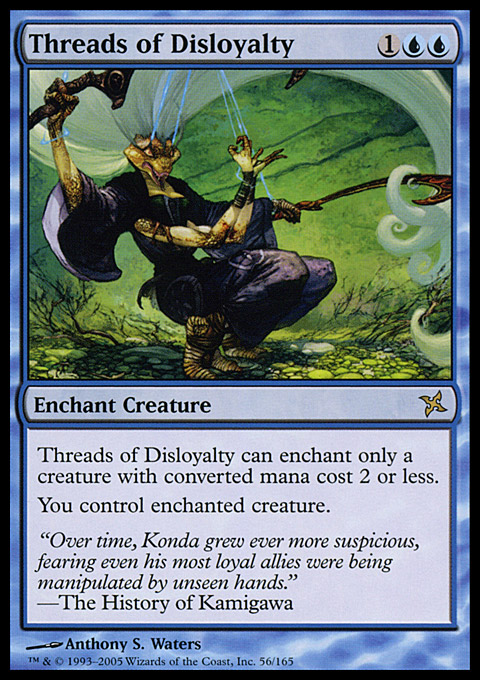 Threads of Disloyalty 1
Enchant Creature
Threads of Disloyalty can enchant only a
creature with converted mana cost 2 or less.
You control enchanted creature.
“Over time, Konda grew ever more suspicious,
fearing even his most loyal allies were being
manipulated by unseen hands.”
—The History of Kamigawa
Anthony S. Waters
™ & © 1993–2005 Wizards of the Coast, Inc. 56/165